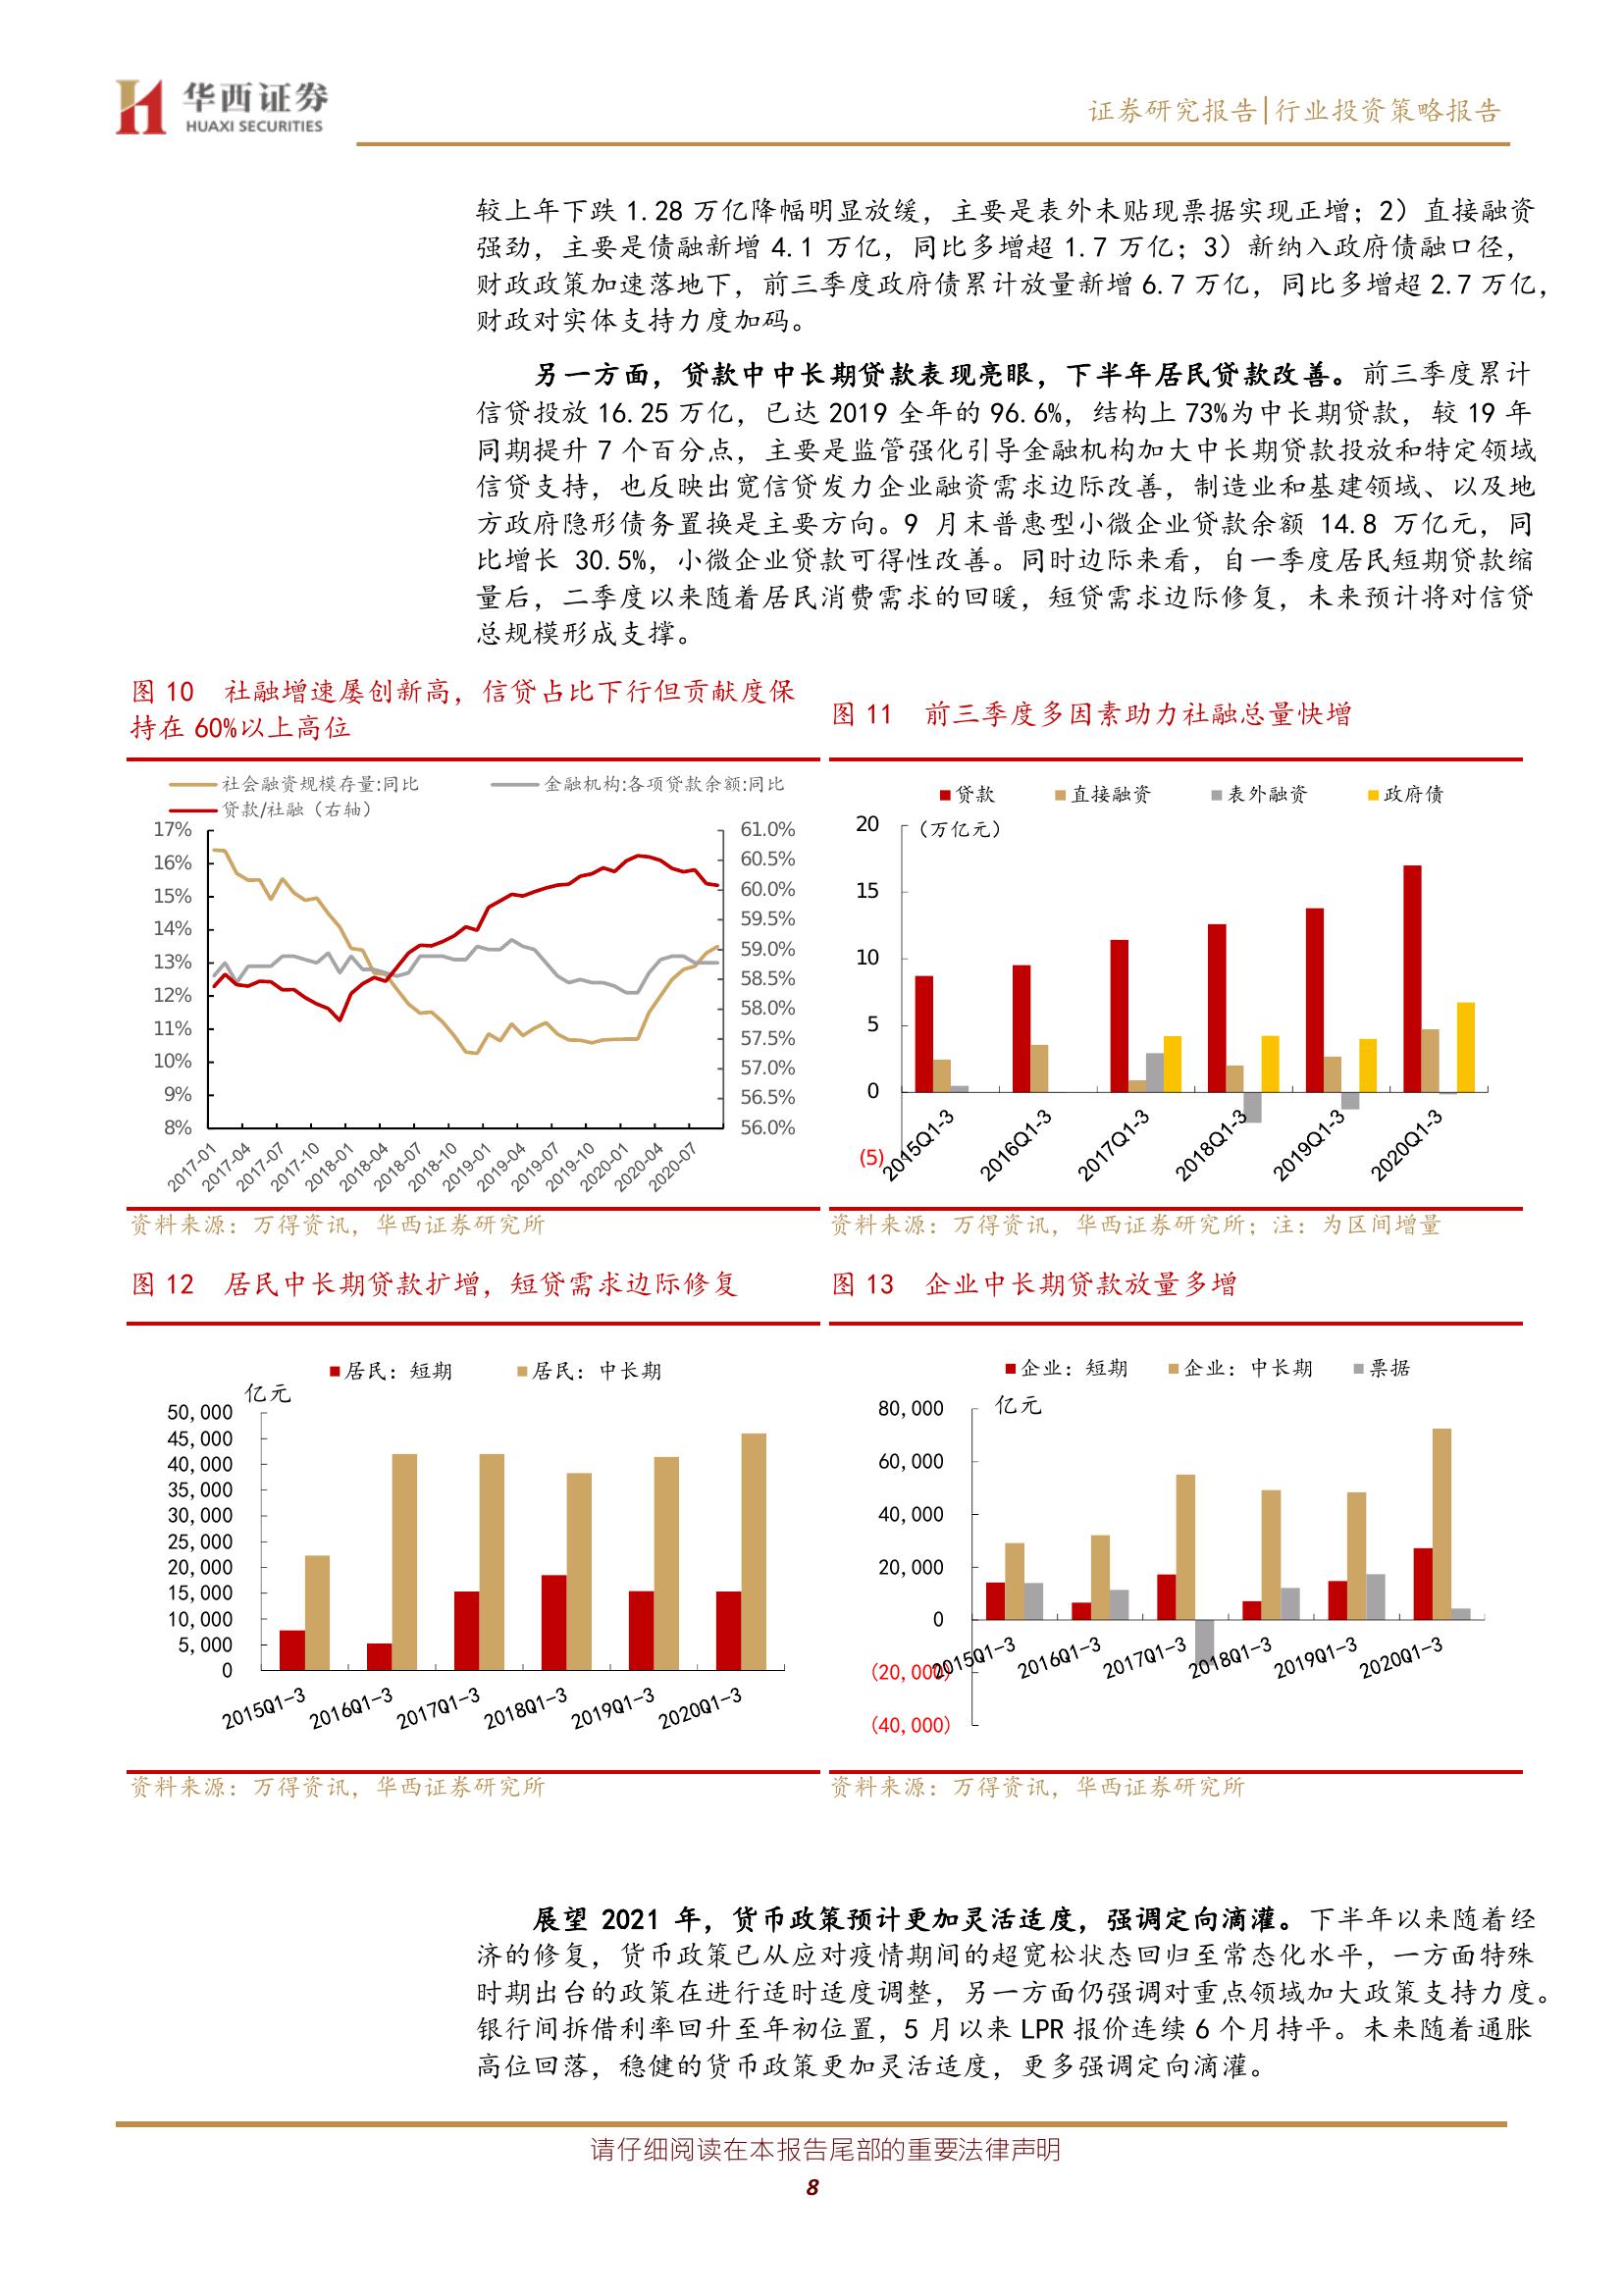 华西证券
HUAXI SECURITIES
证券研究报告|行业投资策略报告
较上年下跌 1.28 万亿降幅明显放缓，主要是表外未贴现票据实现正增；2）直接融资
强劲，主要是债融新增 4.1 万亿，同比多增超 1.7 万亿；3）新纳入政府债融口径，
财政政策加速落地下，前三季度政府债累计放量新增 6.7 万亿，同比多增超 2.7 万亿，
财政对实体支持力度加码。
另一方面，贷款中中长期贷款表现亮眼，下半年居民贷款改善。前三季度累计
信贷投放 16.25 万亿，已达 2019 全年的 96.6%，结构上 73%为中长期贷款，较 19 年
同期提升 7 个百分点，主要是监管强化引导金融机构加大中长期贷款投放和特定领域
信贷支持，也反映出宽信贷发力企业融资需求边际改善，制造业和基建领域、以及地
方政府隐形债务置换是主要方向。9 月末普惠型小微企业贷款余额 14.8 万亿元，同
比增长 30.5%，小微企业贷款可得性改善。同时边际来看，自一季度居民短期贷款缩
量后，二季度以来随着居民消费需求的回暖，短贷需求边际修复，未来预计将对信贷
总规模形成支撑。
图 10 社融增速屡创新高，信贷占比下行但贡献度保
持在 60%以上高位
社会融资规模存量:同比
金融机构:各项贷款余额:同比
贷款/社融（右轴）
17%
16%
15%
14%
13%
12%
11%
10%
9%
8%
61.0%
60.5%
60.0%
59.5%
59.0%
58.5%
58.0%
57.5%
57.0%
56.5%
56.0%
2017-01
2017-04
2017-07
2017-10
2018-01
2018-04
2018-07
2018-10
2019-01
2019-04
2019-07
2019-10
2020-01
2020-04
2020-07
资料来源：万得资讯，华西证券研究所
图 11 前三季度多因素助力社融总量快增
贷款
直接融资
表外融资
政府债
（万亿元）
20
15
10
5
0
(5)
2015Q1-3
2016Q1-3
2017Q1-3
2018Q1-3
2019Q1-3
2020Q1-3
资料来源：万得资讯，华西证券研究所；注：为区间增量
图 12 居民中长期贷款扩增，短贷需求边际修复
居民：短期
居民：中长期
亿元
50,000
45,000
40,000
35,000
30,000
25,000
20,000
15,000
10,000
5,000
0
2015Q1-3
2016Q1-3
2017Q1-3
2018Q1-3
2019Q1-3
2020Q1-3
资料来源：万得资讯，华西证券研究所
图 13 企业中长期贷款放量多增
企业：短期
企业：中长期
票据
亿元
80,000
60,000
40,000
20,000
0
(20,000)
(40,000)
2015Q1-3
2016Q1-3
2017Q1-3
2018Q1-3
2019Q1-3
2020Q1-3
资料来源：万得资讯，华西证券研究所
展望 2021 年，货币政策预计更加灵活适度，强调定向滴灌。下半年以来随着经
济的修复，货币政策已从应对疫情期间的超宽松状态回归至常态化水平，一方面特殊
时期出台的政策在进行适时适度调整，另一方面仍强调对重点领域加大政策支持力度。
银行间拆借利率回升至年初位置，5 月以来 LPR 报价连续 6 个月持平。未来随着通胀
高位回落，稳健的货币政策更加灵活适度，更多强调定向滴灌。
请仔细阅读在本报告尾部的重要法律声明
8